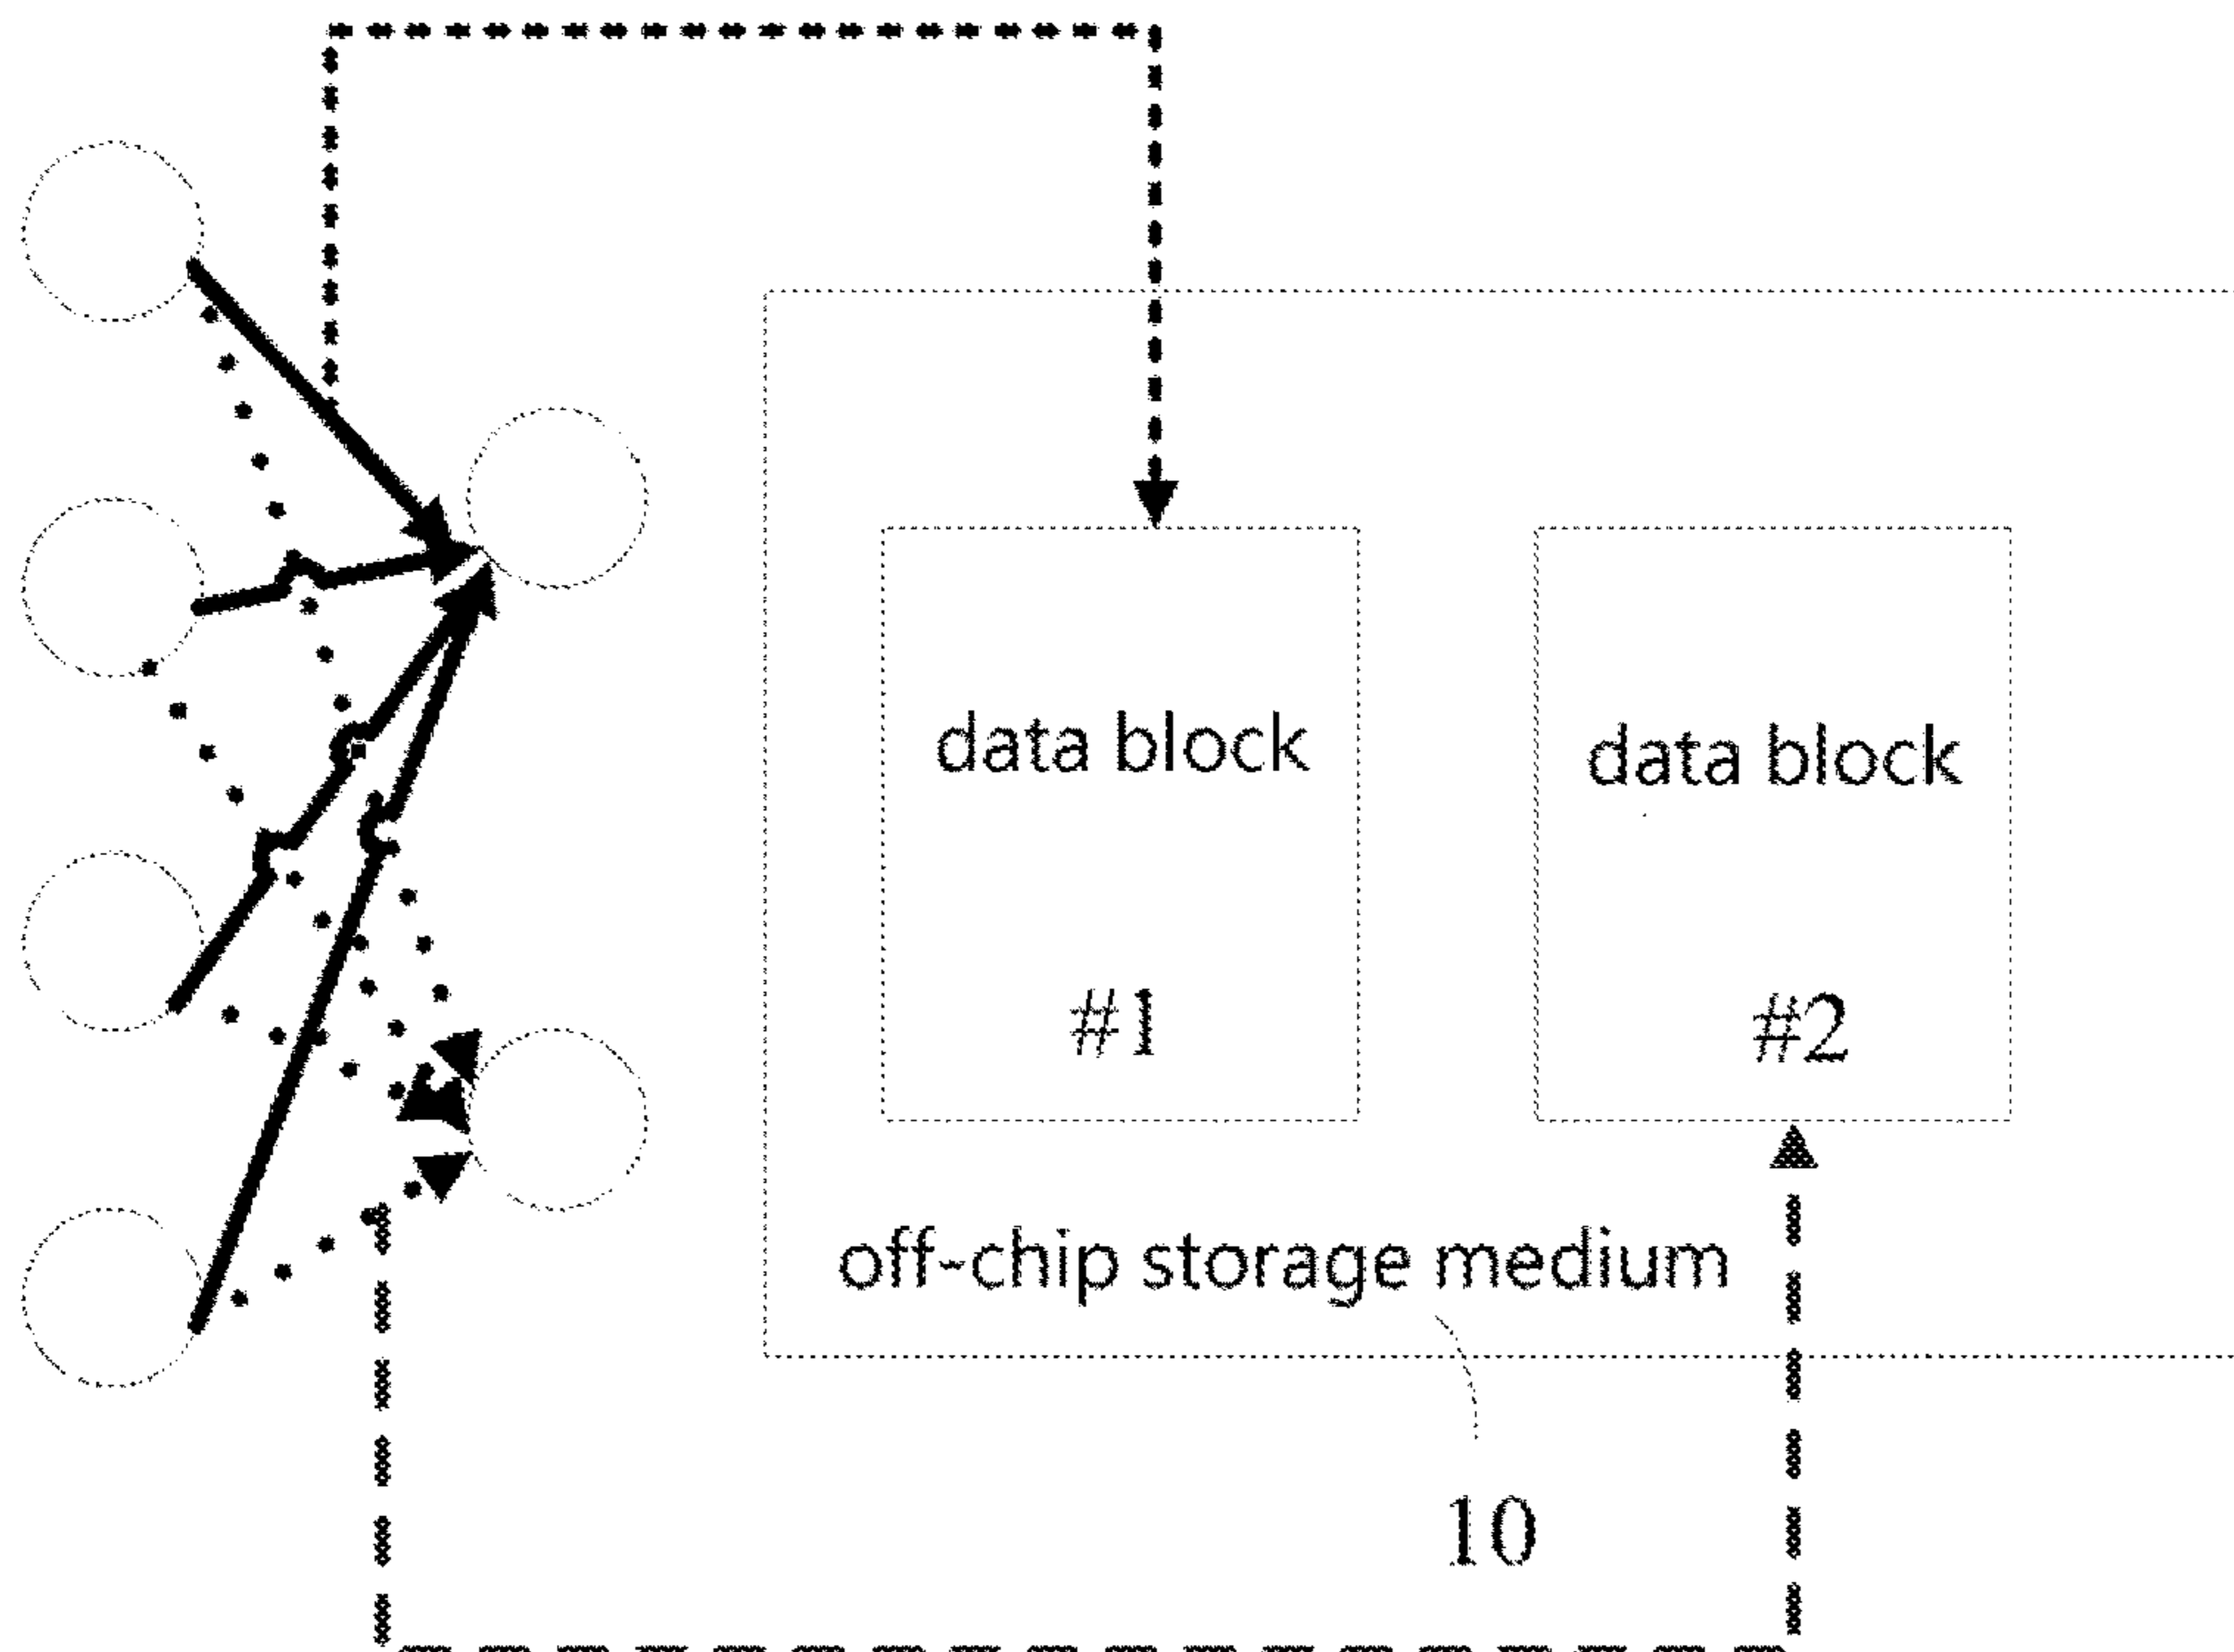 data block
#1
data block
#2
off-chip storage medium
10